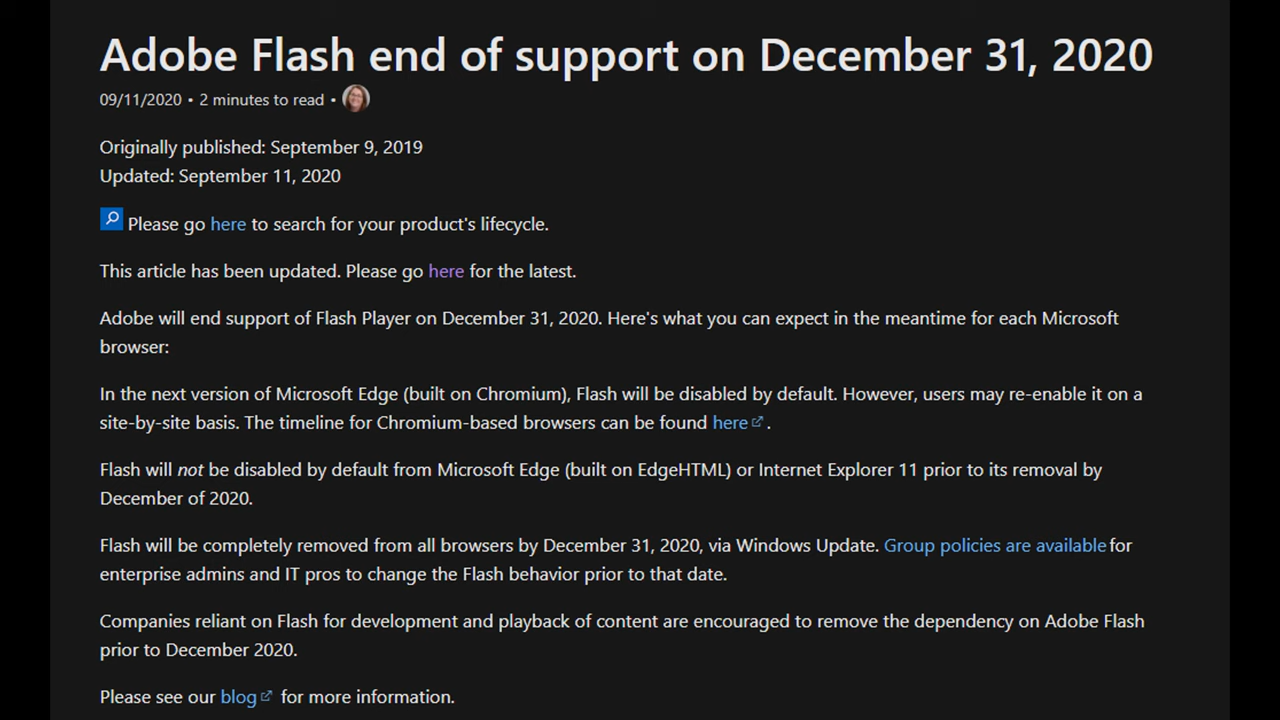 Adobe Flash end of support on December 31, 2020
09/11/2020 • 2 minutes to read •
Originally published: September 9, 2019
Updated: September 11, 2020
Please go here to search for your product's lifecycle.
This article has been updated. Please go here for the latest.
Adobe will end support of Flash Player on December 31, 2020. Here's what you can expect in the meantime for each Microsoft
browser:
In the next version of Microsoft Edge (built on Chromium), Flash will be disabled by default. However, users may re-enable it on a
site-by-site basis. The timeline for Chromium-based browsers can be found here .
Flash will not be disabled by default from Microsoft Edge (built on EdgeHTML) or Internet Explorer 11 prior to its removal by
December of 2020.
Flash will be completely removed from all browsers by December 31, 2020, via Windows Update. Group policies are available for
enterprise admins and IT pros to change the Flash behavior prior to that date.
Companies reliant on Flash for development and playback of content are encouraged to remove the dependency on Adobe Flash
prior to December 2020.
Please see our blog for more information.